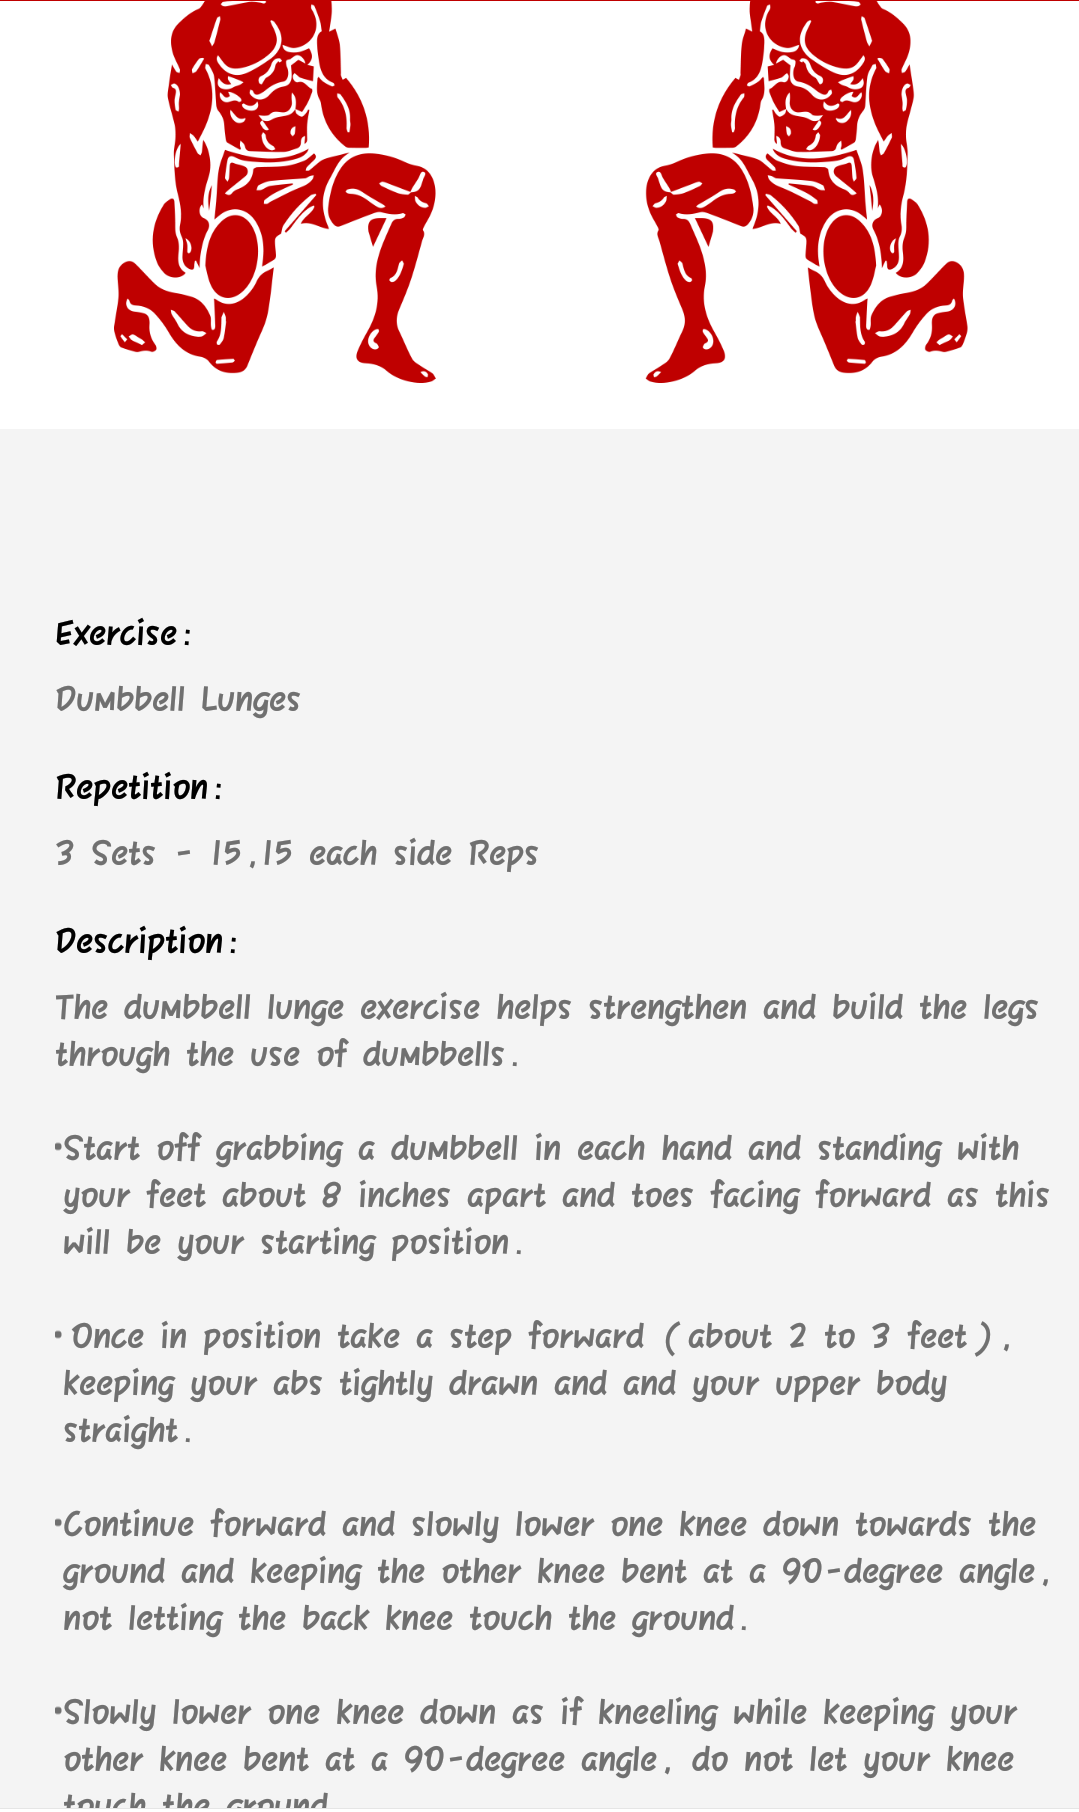 Exercise:
Dumbbell Lunges
Repetition:
3 Sets - 15,15 each side Reps
Description:
The dumbbell lunge exercise helps strengthen and build the legs
through the use of dumbbells.
•Start off grabbing a dumbbell in each hand and standing with
your feet about 8 inches apart and toes facing forward as this
will be your starting position.
• Once in position take a step forward (about 2 to 3 feet),
keeping your abs tightly drawn and and your upper body
straight.
•Continue forward and slowly lower one knee down towards the
ground and keeping the other knee bent at a 90-degree angle,
not letting the back knee touch the ground.
•Slowly lower one knee down as if kneeling while keeping your
other knee bent at a 90-degree angle, do not let your knee
touch the ground